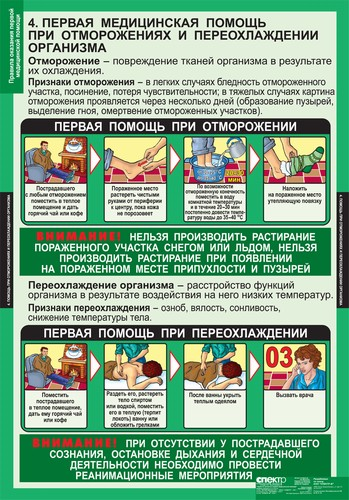 Правила оказания первой
медицинской помощи
4. ПЕРВАЯ МЕДИЦИНСКАЯ ПОМОЩЬ
ПРИ ОТМОРОЖЕНИЯХ И ПЕРЕОХЛАЖДЕНИИ
ОРГАНИЗМА
Отморожение – повреждение тканей организма в результате
их охлаждения.
Признаки отморожения – в легких случаях бледность отмороженного
участка, посинение, потеря чувствительности; в тяжелых случаях картина
отморожения проявляется через несколько дней (образование пузырей,
выделение гноя, омертвение отмороженных участков).
ПЕРВАЯ ПОМОЩЬ ПРИ ОТМОРОЖЕНИИ
МИН
Пострадавшего
с любым отморожением
поместить в теплое
помещение и дать
горячий чай или кофе
Пораженное место
растереть чистыми
руками от периферии
к центру, пока кожа
не порозовеет
По возможности
отмороженную конечность
поместить в воду
комнатной температуры
и в течение 20–30 мин
постепенно довести темпе-
ратуру воды до 35–40 °С
Наложить
на пораженное место
утепляющую повязку
ВНИМАНИЕ! НЕЛЬЗЯ ПРОИЗВОДИТЬ РАСТИРАНИЕ
ПОРАЖЕННОГО УЧАСТКА СНЕГОМ ИЛИ ЛЬДОМ, НЕЛЬЗЯ
ПРОИЗВОДИТЬ РАСТИРАНИЕ ПРИ ПОЯВЛЕНИИ
НА ПОРАЖЕННОМ МЕСТЕ ПРИПУХЛОСТИ И ПУЗЫРЕЙ
Переохлаждение организма – расстройство функций
организма в результате воздействия на него низких температур.
Признаки переохлаждения – озноб, вялость, сонливость,
снижение температуры тела.
ПЕРВАЯ ПОМОЩЬ ПРИ ПЕРЕОХЛАЖДЕНИИ
03
Поместить
пострадавшего
в теплое помещение,
дать ему горячий чай
или кофе
Раздеть его, растереть
тело спиртом
или водкой, поместить
его в теплую (терпит
локоть) ванну или
обложить грелками
После ванны укрыть
теплым одеялом
Вызвать врача
ВНИМАНИЕ! ПРИ ОТСУТСТВИИ У ПОСТРАДАВШЕГО
СОЗНАНИЯ, ОСТАНОВКЕ ДЫХАНИЯ И СЕРДЕЧНОЙ
ДЕЯТЕЛЬНОСТИ НЕОБХОДИМО ПРОВЕСТИ
РЕАНИМАЦИОННЫЕ МЕРОПРИЯТИЯ
СПЕКТР